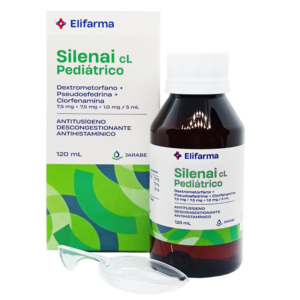 Elifarma
Silenai CL
Pediátrico
Dextrometorfano +
Pseudoefedrina +
Clorfenamina
7,5 mg + 7,5 mg + 1,0 mg / 5 mL
ANTITUSÍGENO
DESCONGESTIONANTE
ANTIHISTAMÍNICO
120 mL
JARABE
Elifarma
Silenai CL
Pediátrico
Dextrometorfano +
Pseudoefedrina + Clorfenamina
7,5 mg + 7,5 mg + 1,0 mg / 5 mL
ANTITUSÍGENO
DESCONGESTIONANTE
ANTIHISTAMÍNICO
120 mL
JARABE